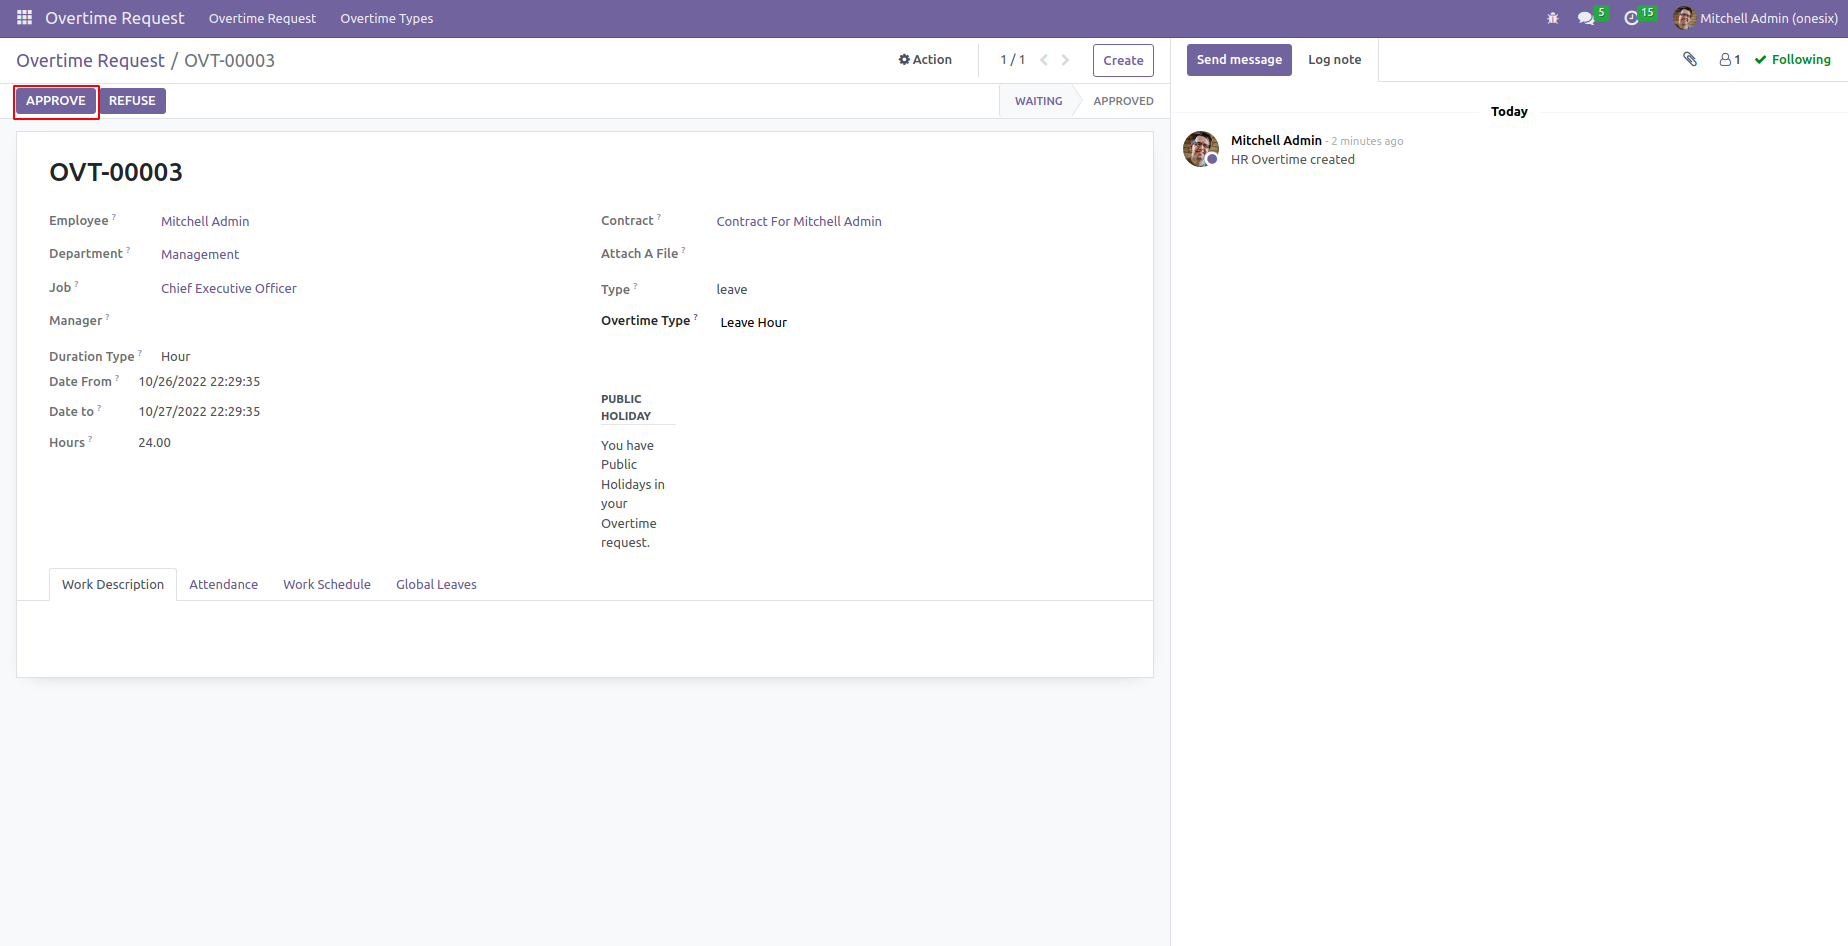 Overtime Request Overtime Request Overtime Types 5 15 Mitchell Admin (onesix)
Overtime Request / OVT-00003 Action 1 / 1 Create
Send message Log note 1 Following
APPROVE REFUSE WAITING APPROVED
OVT-00003
Employee ? Mitchell Admin
Department ? Management
Job ? Chief Executive Officer
Manager ?
Duration Type ? Hour
Date From ? 10/26/2022 22:29:35
Date to ? 10/27/2022 22:29:35
Hours ? 24.00
Contract ? Contract For Mitchell Admin
Attach A File ?
Type ? leave
Overtime Type ? Leave Hour
PUBLIC
HOLIDAY
You have
Public
Holidays in
your
Overtime
request.
Work Description Attendance Work Schedule Global Leaves
Today
Mitchell Admin - 2 minutes ago
HR Overtime created